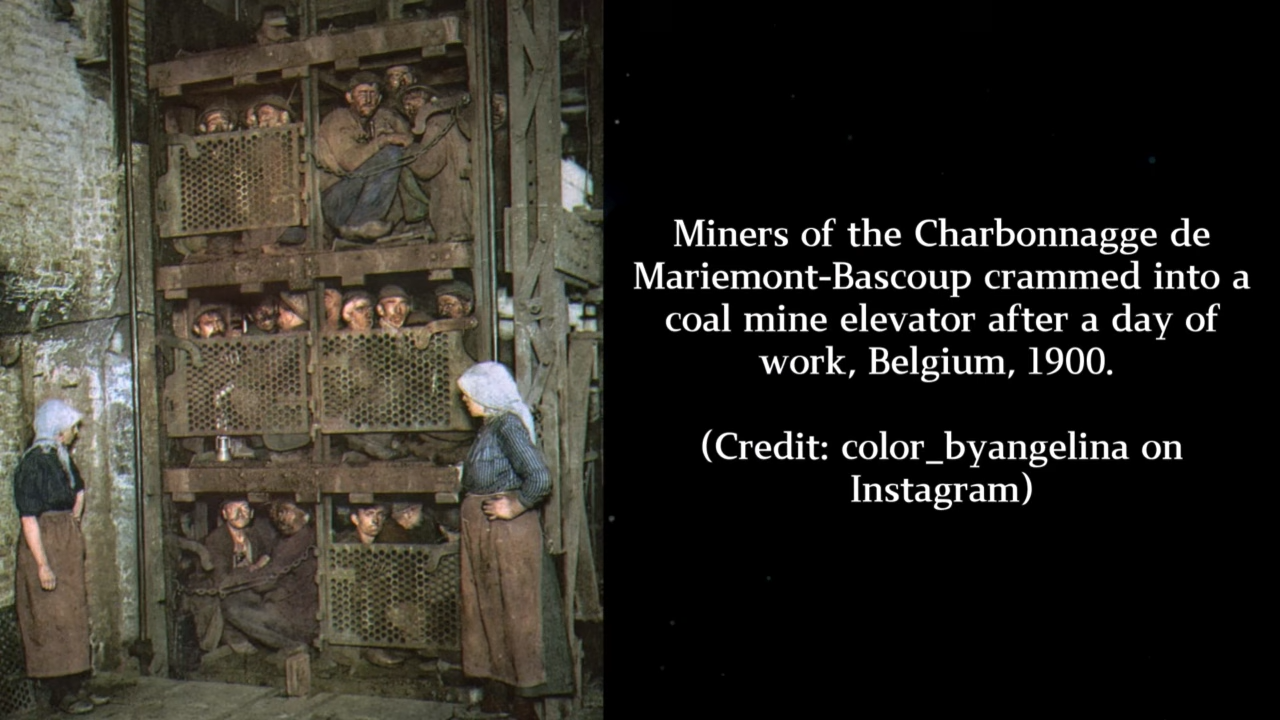 Miners of the Charbonnagge de
Mariemont-Bascoup crammed into a
coal mine elevator after a day of
work, Belgium, 1900.
(Credit: color_byangelina on
Instagram)